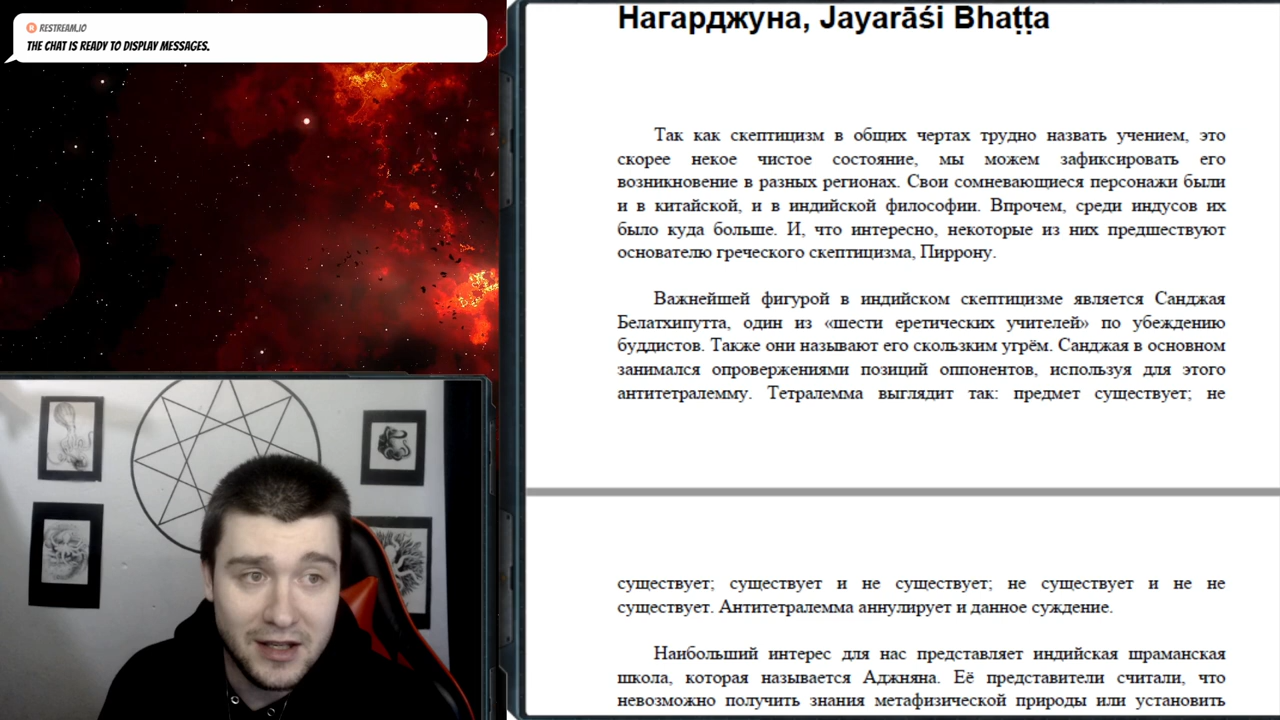 RESTREAM.IO
THE CHAT IS READY TO DISPLAY MESSAGES.
Нагарджуна, Jayarāśi Bhaṭṭa
Так как скептицизм в общих чертах трудно назвать учением, это
скорее некое чистое состояние, мы можем зафиксировать его
возникновение в разных регионах. Свои сомневающиеся персонажи были
и в китайской, и в индийской философии. Впрочем, среди индусов их
было куда больше. И, что интересно, некоторые из них предшествуют
основателю греческого скептицизма, Пиррону.
Важнейшей фигурой в индийском скептицизме является Санджая
Белатхипутта, один из «шести еретических учителей» по убеждению
буддистов. Также они называют его скользким угрём. Санджая в основном
занимался опровержениями позиций оппонентов, используя для этого
антитетралемму. Тетралемма выглядит так: предмет существует; не
существует; существует и не существует; не существует и не не
существует. Антитетралемма аннулирует и данное суждение.
Наибольший интерес для нас представляет индийская шраманская
школа, которая называется Аджняна. Её представители считали, что
невозможно получить знания метафизической природы или установить